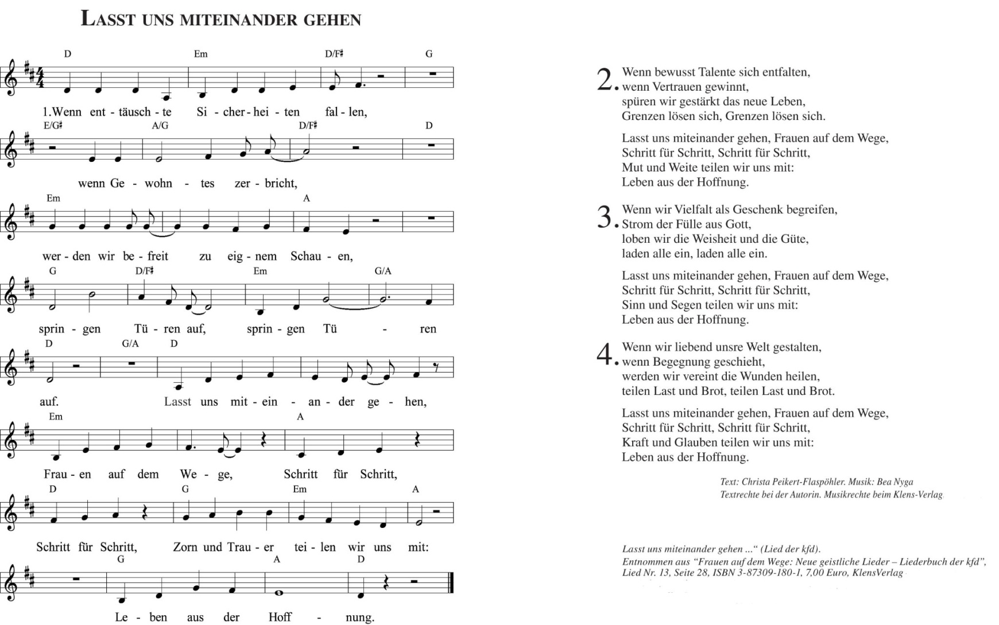 LASST UNS MITEINANDER GEHEN
D Em D/F♯ G
1.Wenn ent - täusch - te Si - cher - hei - ten fal - len,
E/G♯ A/G D/F♯ D
wenn Ge - wohn - tes zer - bricht,
Em A
wer - den wir be - freit zu eig - nem Schau - en,
G D/F♯ Em G/A
sprin - gen Tü - ren auf, sprin - gen Tü - ren
D G/A D
auf. Lasst uns mit - ein - an - der ge - hen,
Em A
Frau - en auf dem We - ge, Schritt für Schritt,
D G Em A
Schritt für Schritt, Zorn und Trau - er tei - len wir uns mit:
G A D
Le - ben aus der Hoff - nung.
2. Wenn bewusst Talente sich entfalten,
wenn Vertrauen gewinnt,
spüren wir gestärkt das neue Leben,
Grenzen lösen sich, Grenzen lösen sich.
Lasst uns miteinander gehen, Frauen auf dem Wege,
Schritt für Schritt, Schritt für Schritt,
Mut und Weite teilen wir uns mit:
Leben aus der Hoffnung.
3. Wenn wir Vielfalt als Geschenk begreifen,
Strom der Fülle aus Gott,
loben wir die Weisheit und die Güte,
laden alle ein, laden alle ein.
Lasst uns miteinander gehen, Frauen auf dem Wege,
Schritt für Schritt, Schritt für Schritt,
Sinn und Segen teilen wir uns mit:
Leben aus der Hoffnung.
4. Wenn wir liebend unsre Welt gestalten,
wenn Begegnung geschieht,
werden wir vereint die Wunden heilen,
teilen Last und Brot, teilen Last und Brot.
Lasst uns miteinander gehen, Frauen auf dem Wege,
Schritt für Schritt, Schritt für Schritt,
Kraft und Glauben teilen wir uns mit:
Leben aus der Hoffnung.
Text: Christa Peikert-Flaspöhler. Musik: Bea Nyga
Textrechte bei der Autorin. Musikrechte beim Klens-Verlag
Lasst uns miteinander gehen ...“ (Lied der kfd).
Entnommen aus “Frauen auf dem Wege: Neue geistliche Lieder – Liederbuch der kfd”,
Lied Nr. 13, Seite 28, ISBN 3-87309-180-1, 7,00 Euro, KlensVerlag